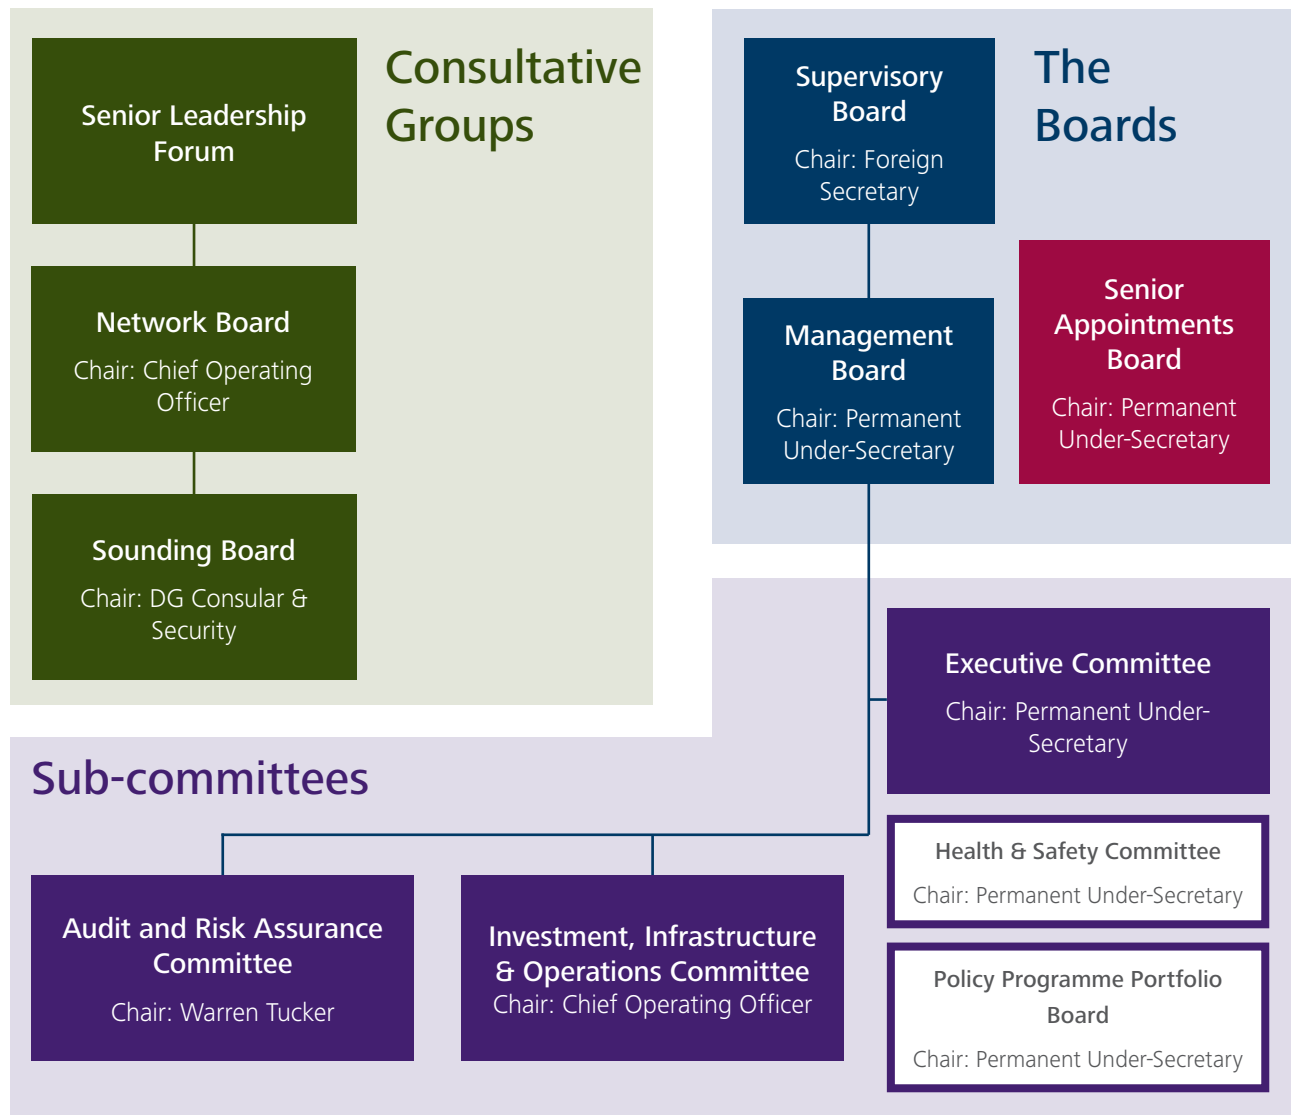 Consultative
Groups
Senior Leadership
Forum
Network Board
Chair: Chief Operating
Officer
Sounding Board
Chair: DG Consular &
Security
The
Boards
Supervisory
Board
Chair: Foreign
Secretary
Management
Board
Chair: Permanent
Under-Secretary
Senior
Appointments
Board
Chair: Permanent
Under-Secretary
Sub-committees
Executive Committee
Chair: Permanent Under-
Secretary
Health & Safety Committee
Chair: Permanent Under-Secretary
Policy Programme Portfolio
Board
Chair: Permanent Under-Secretary
Audit and Risk Assurance
Committee
Chair: Warren Tucker
Investment, Infrastructure
& Operations Committee
Chair: Chief Operating Officer